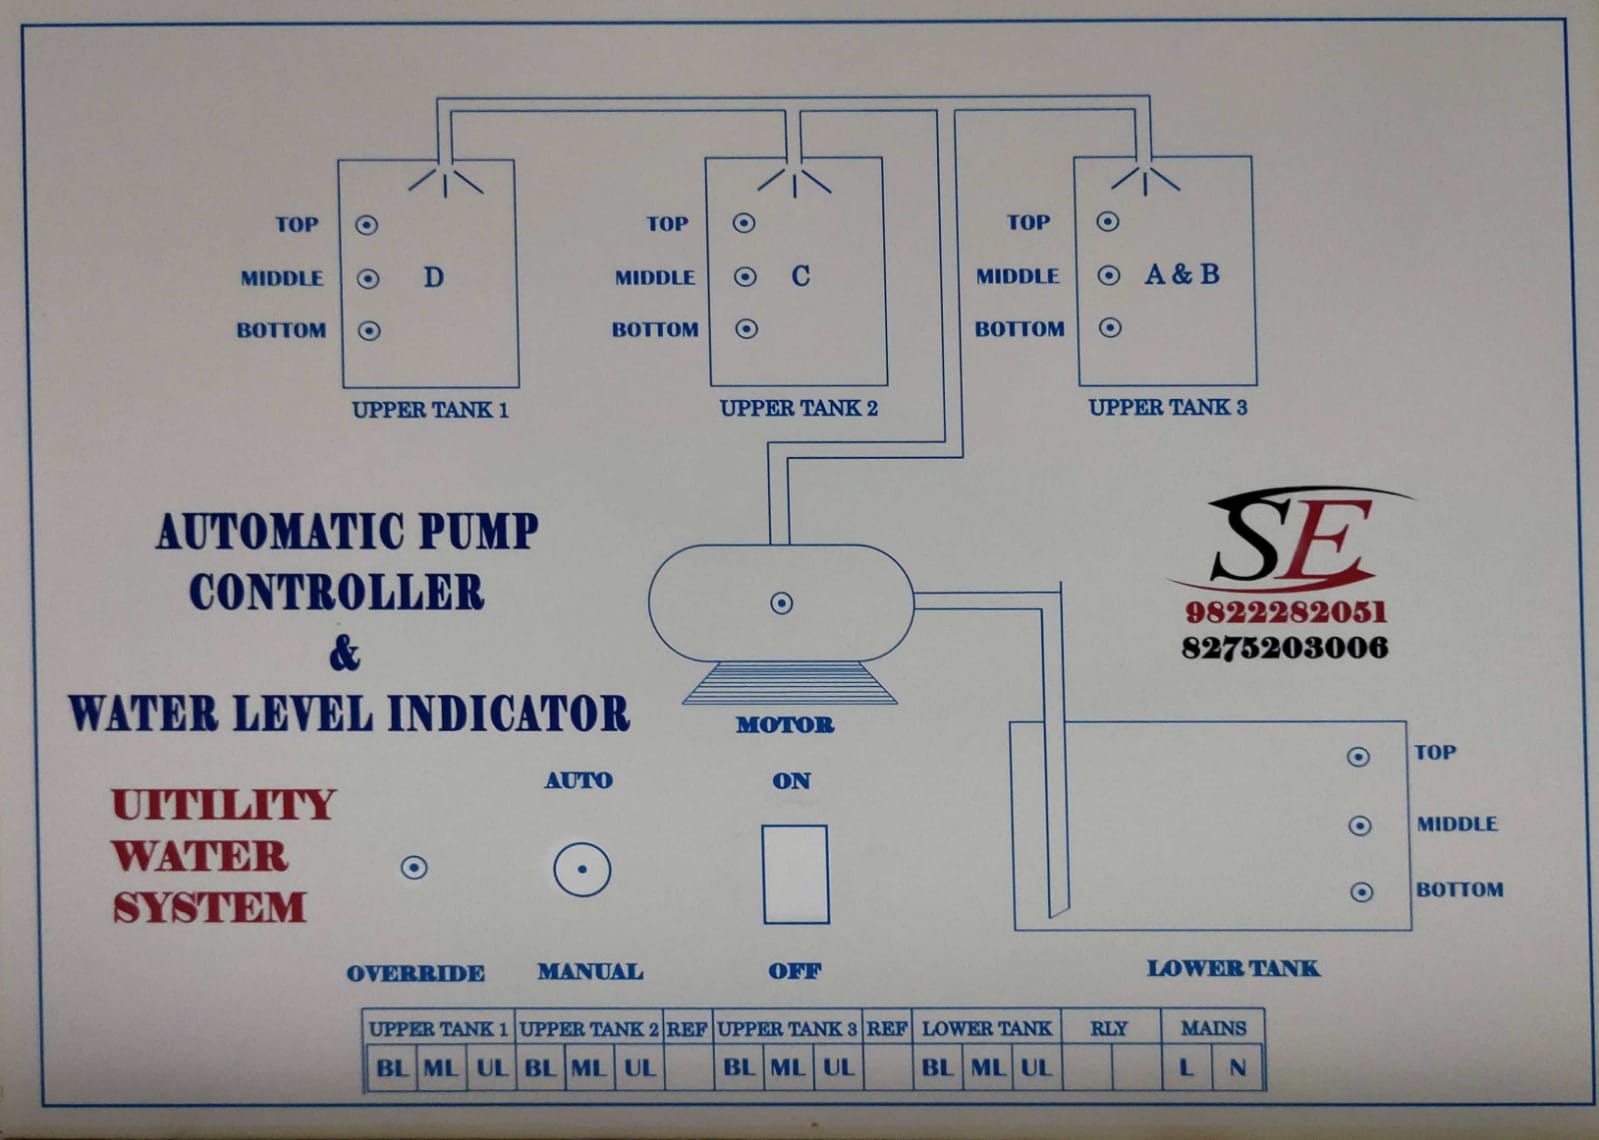 TOP
MIDDLE
BOTTOM
D
UPPER TANK 1
TOP
MIDDLE
BOTTOM
C
UPPER TANK 2
TOP
MIDDLE
BOTTOM
A & B
UPPER TANK 3
AUTOMATIC PUMP
CONTROLLER
&
WATER LEVEL INDICATOR
SE
9822282051
8275203006
MOTOR
UITILITY
WATER
SYSTEM
OVERRIDE
AUTO
MANUAL
ON
OFF
TOP
MIDDLE
BOTTOM
LOWER TANK
UPPER TANK 1 UPPER TANK 2 REF UPPER TANK 3 REF LOWER TANK RLY MAINS
BL ML UL BL ML UL BL ML UL BL ML UL L N